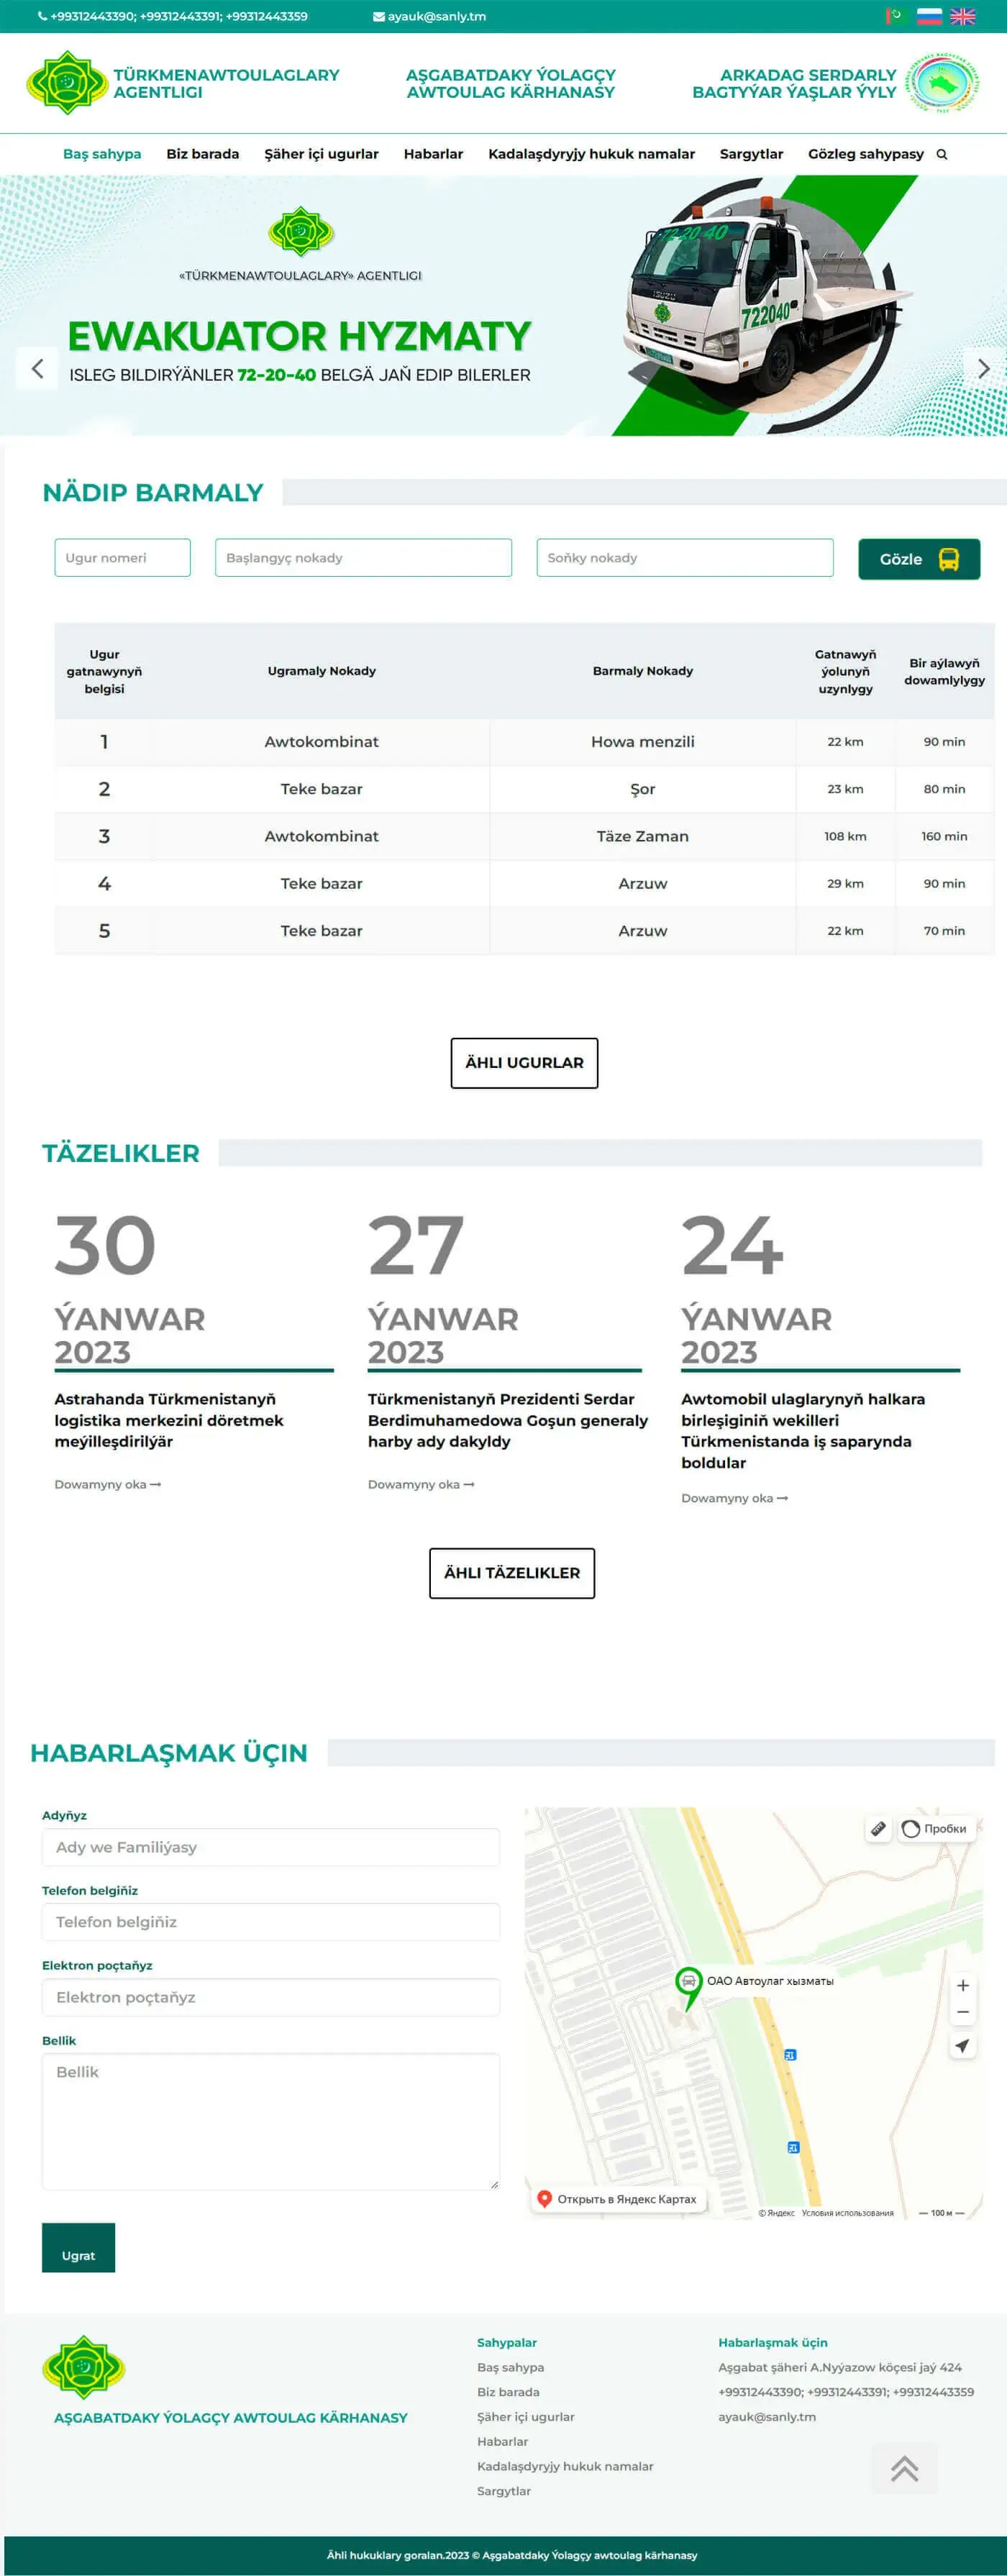 +99312443390; +99312443391; +99312443359
ayauk@sanly.tm
TÜRKMENAWTOULAGLARY
AGENTLIGI
AŞGABATDAKY ÝOLAGÇY
AWTOULAG KÄRHANASY
ARKADAG SERDARLY
BAGTYÝAR ÝAŞLAR ÝYLY
Baş sahypa
Biz barada
Şäher içi ugurlar
Habarlar
Kadalaşdyryjy hukuk namalar
Sargytlar
Gözleg sahypasy
«TÜRKMENAWTOULAGLARY» AGENTLIGI
EWAKUATOR HYZMATY
ISLEG BILDIRÝÄNLER 72-20-40 BELGÄ JAŇ EDIP BILERLER
72-20-40
ISUZU
722040
NÄDIP BARMALY
Ugur nomeri
Başlangyç nokady
Soňky nokady
Gözle
Ugur gatnawynyň belgisi
Ugramaly Nokady
Barmaly Nokady
Gatnawyň ýolunyň uzynlygy
Bir aýlawyň dowamlylygy
1 Awtokombinat Howa menzili 22 km 90 min
2 Teke bazar Şor 23 km 80 min
3 Awtokombinat Täze Zaman 108 km 160 min
4 Teke bazar Arzuw 29 km 90 min
5 Teke bazar Arzuw 22 km 70 min
ÄHLI UGURLAR
TÄZELIKLER
30
ÝANWAR
2023
Astrahanda Türkmenistanyň
logistika merkezini döretmek
meýilleşdirilýär
Dowamyny oka
27
ÝANWAR
2023
Türkmenistanyň Prezidenti Serdar
Berdimuhamedowa Goşun generaly
harby ady dakyldy
Dowamyny oka
24
ÝANWAR
2023
Awtomobil ulaglarynyň halkara
birleşiginiň wekilleri
Türkmenistanda iş saparynda
boldular
Dowamyny oka
ÄHLI TÄZELIKLER
HABARLAŞMAK ÜÇIN
Adyňyz
Ady we Familiýasy
Telefon belgiňiz
Telefon belgiňiz
Elektron poçtaňyz
Elektron poçtaňyz
Bellik
Bellik
Ugrat
Пробки
ОАО Автоулаг хызматы
Открыть в Яндекс Картах
© Яндекс Условия использования
100 м
AŞGABATDAKY ÝOLAGÇY AWTOULAG KÄRHANASY
Sahypalar
Baş sahypa
Biz barada
Şäher içi ugurlar
Habarlar
Kadalaşdyryjy hukuk namalar
Sargytlar
Habarlaşmak üçin
Aşgabat şäheri A.Nyýazow köçesi jaý 424
+99312443390; +99312443391; +99312443359
ayauk@sanly.tm
Ähli hukuklary goralan.2023 © Aşgabatdaky Ýolagçy awtoulag kärhanasy